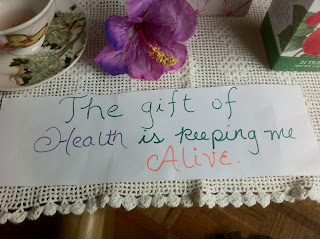 The gift of
Health is keeping me
Alive.